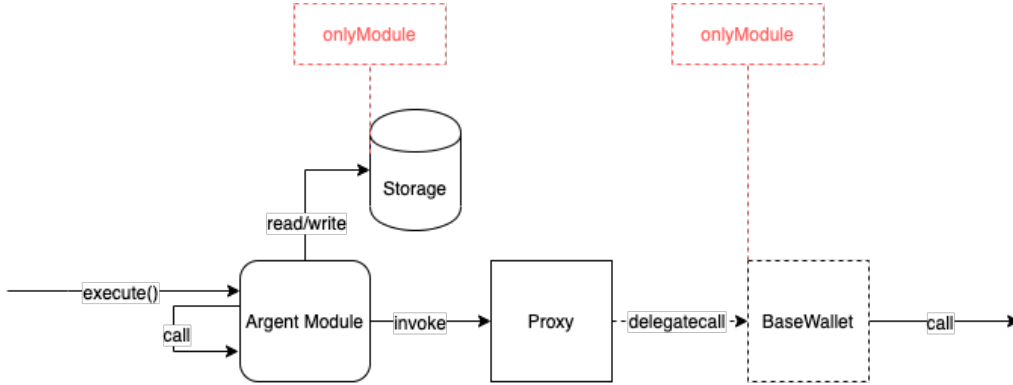 onlyModule
onlyModule
Storage
read/write
execute()
call
Argent Module
invoke
Proxy
delegatecall
BaseWallet
call